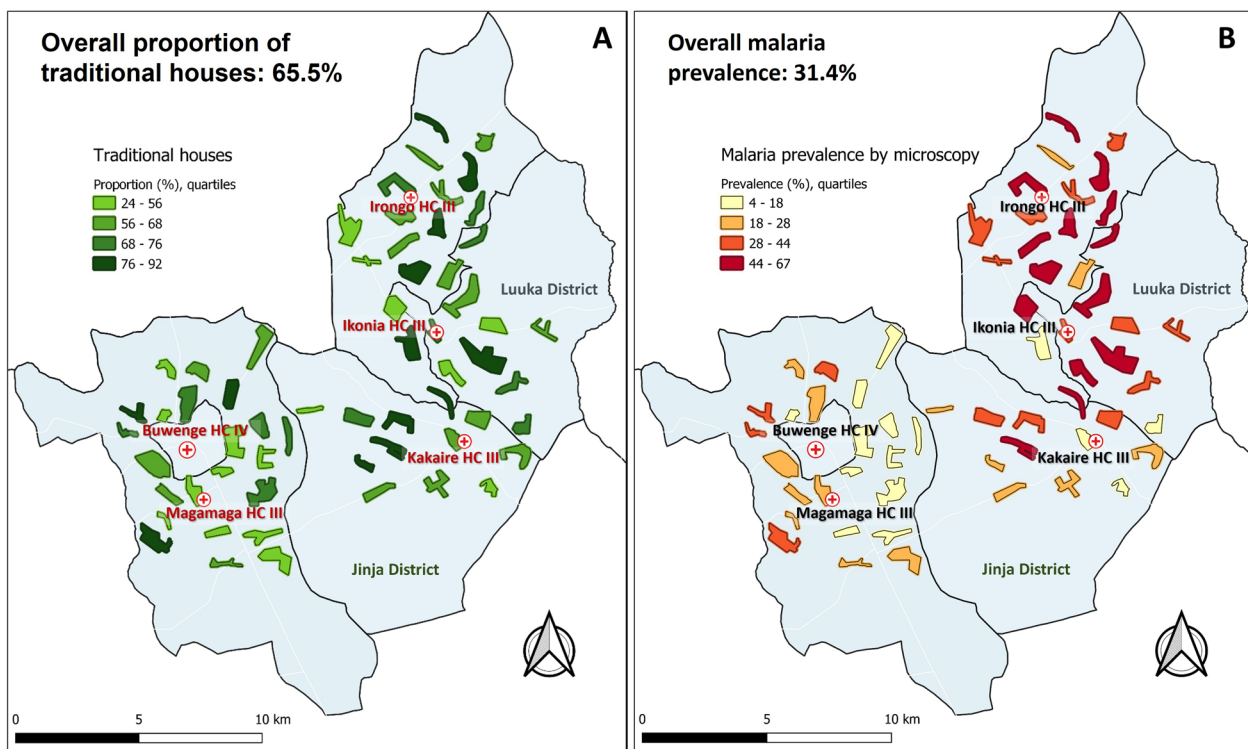 Overall proportion of
traditional houses: 65.5%
A
Traditional houses
Proportion (%), quartiles
24 - 56
56 - 68
68 - 76
76 - 92
Irongo HC III
Luuka District
Ikonia HC III
Buwenge HC IV
Kakaire HC III
Magamaga HC III
Jinja District
0
5
10 km
Overall malaria
prevalence: 31.4%
B
Malaria prevalence by microscopy
Prevalence (%), quartiles
4 - 18
18 - 28
28 - 44
44 - 67
Irongo HC III
Luuka District
Ikonia HC III
Buwenge HC IV
Kakaire HC III
Magamaga HC III
Jinja District
0
5
10 km